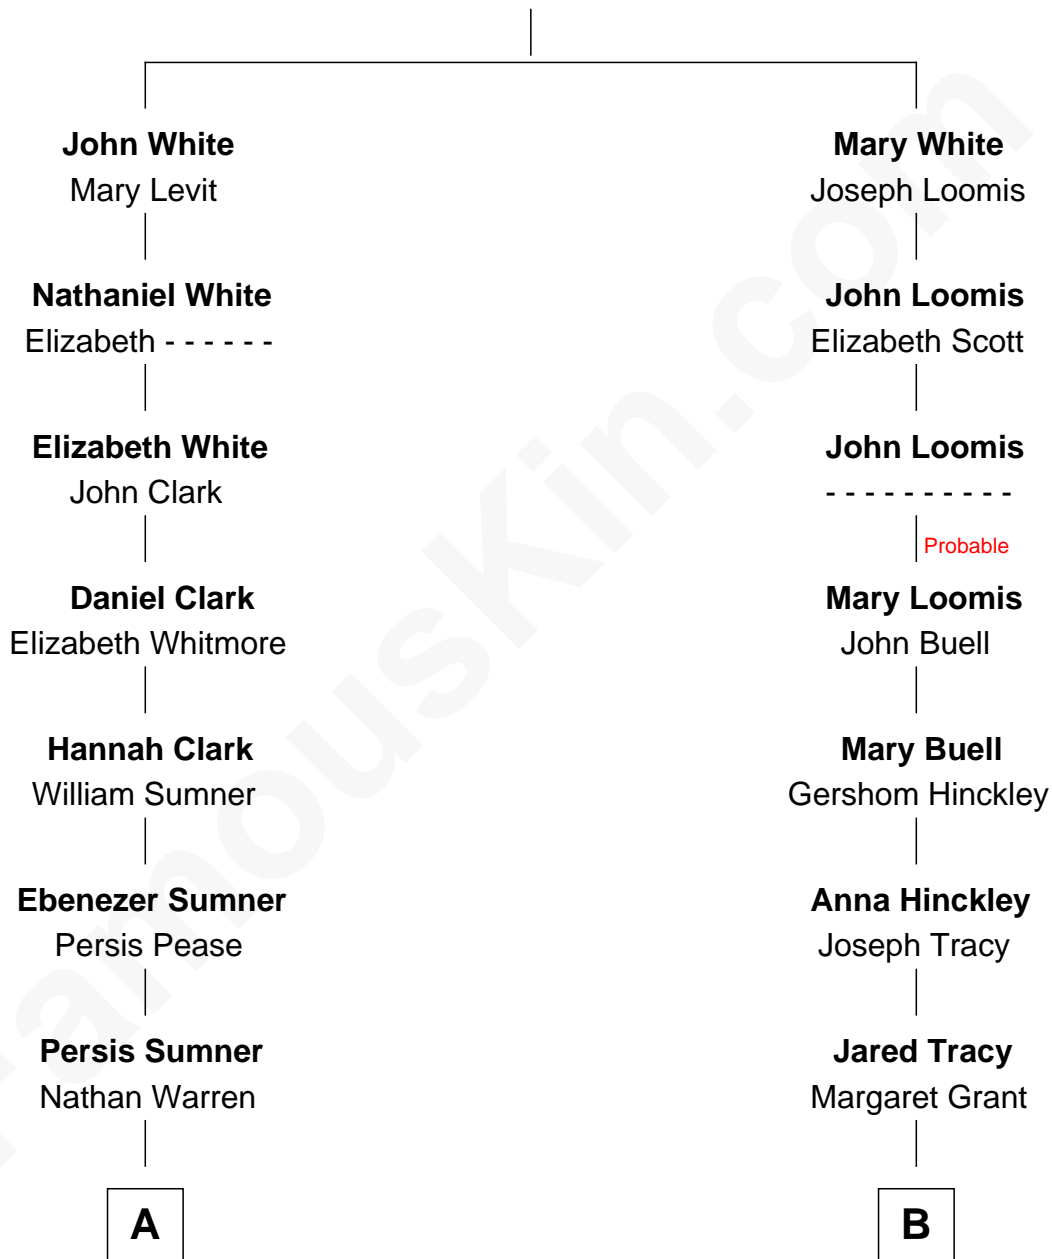 John White
Mary Levit
Mary White
Joseph Loomis
Nathaniel White
Elizabeth - - - - - -
John Loomis
Elizabeth Scott
Elizabeth White
John Clark
John Loomis
- - - - - - - - - -
Probable
Daniel Clark
Elizabeth Whitmore
Mary Loomis
John Buell
Hannah Clark
William Sumner
Mary Buell
Gershom Hinckley
Ebenezer Sumner
Persis Pease
Anna Hinckley
Joseph Tracy
Persis Sumner
Nathan Warren
Jared Tracy
Margaret Grant
A
B
FamousKin.com